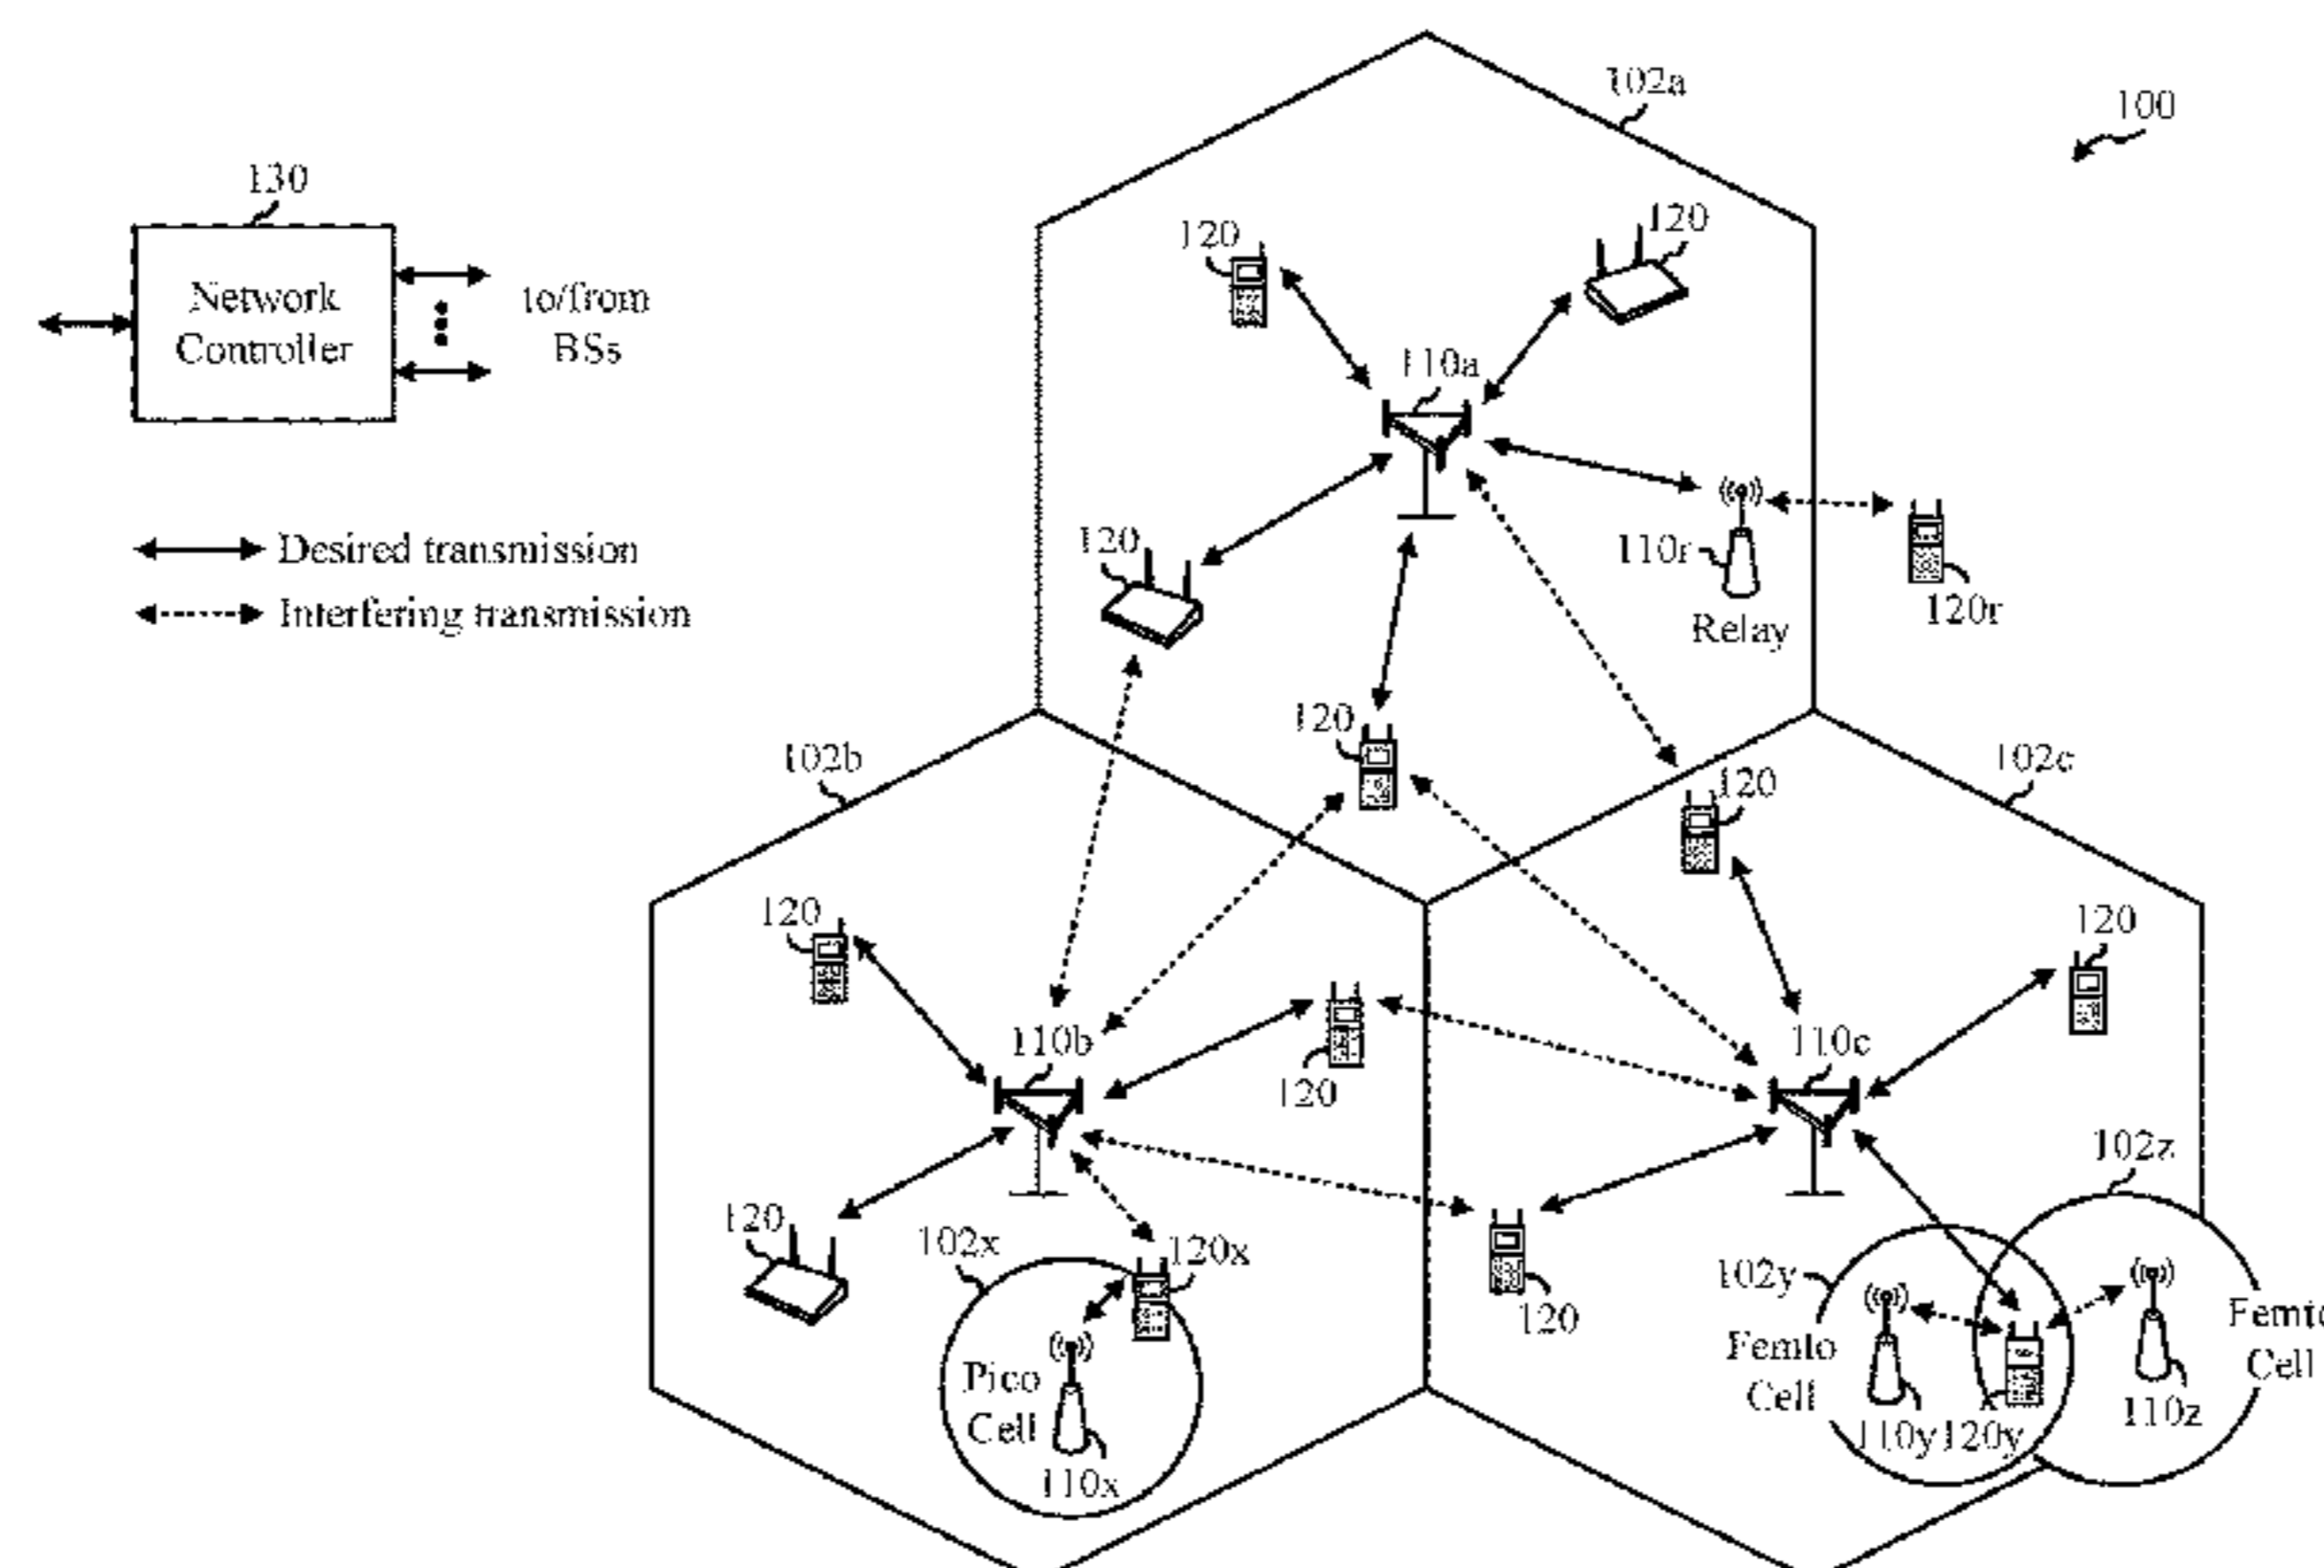 102a
100
130
120
120
Network
Controller
to/from
BSs
110a
Desired transmission
Interfering transmission
120
110r
Relay
120r
120
102b
120
102c
120
120
110b
120
110c
102z
120
102x
120x
102y
120
Pico
Cell
110x
Femto
Cell
110y
120y
110z
Femto
Cell